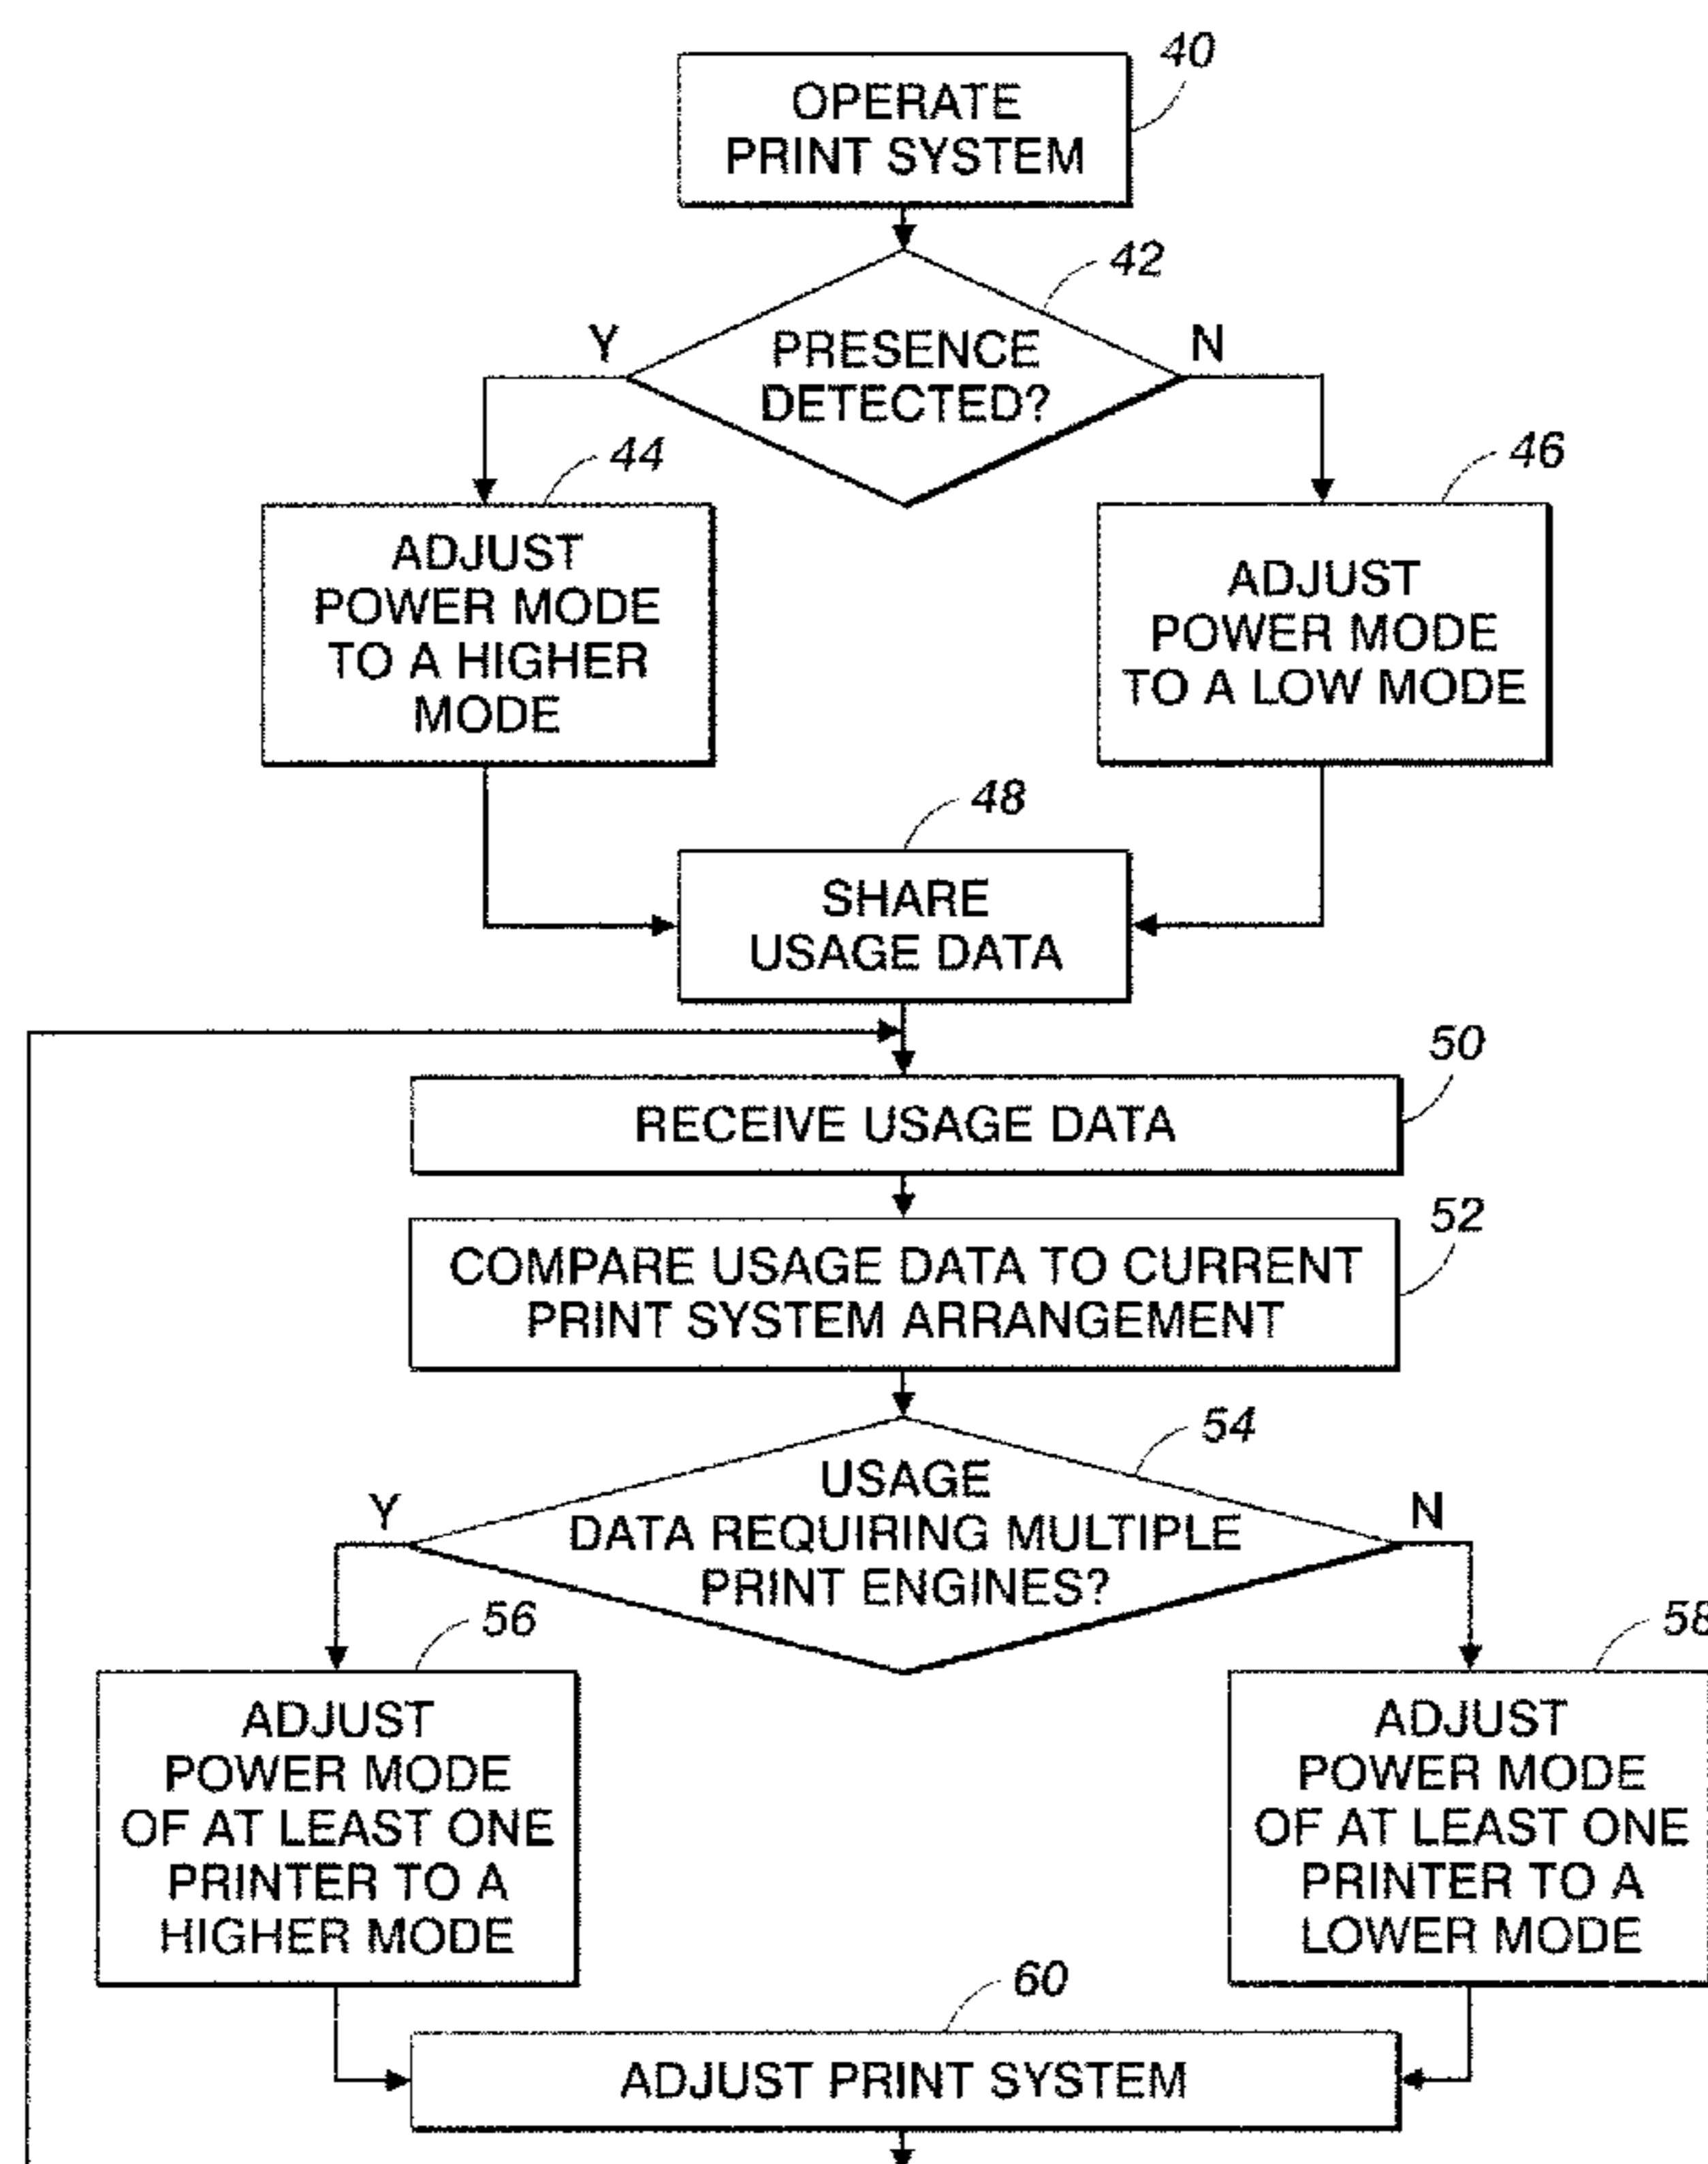 40
OPERATE
PRINT SYSTEM
42
Y
N
PRESENCE
DETECTED?
44
46
ADJUST
POWER MODE
TO A HIGHER
MODE
ADJUST
POWER MODE
TO A LOW MODE
48
SHARE
USAGE DATA
50
RECEIVE USAGE DATA
52
COMPARE USAGE DATA TO CURRENT
PRINT SYSTEM ARRANGEMENT
54
Y
N
USAGE
DATA REQUIRING MULTIPLE
PRINT ENGINES?
56
58
ADJUST
POWER MODE
OF AT LEAST ONE
PRINTER TO A
HIGHER MODE
ADJUST
POWER MODE
OF AT LEAST ONE
PRINTER TO A
LOWER MODE
60
ADJUST PRINT SYSTEM